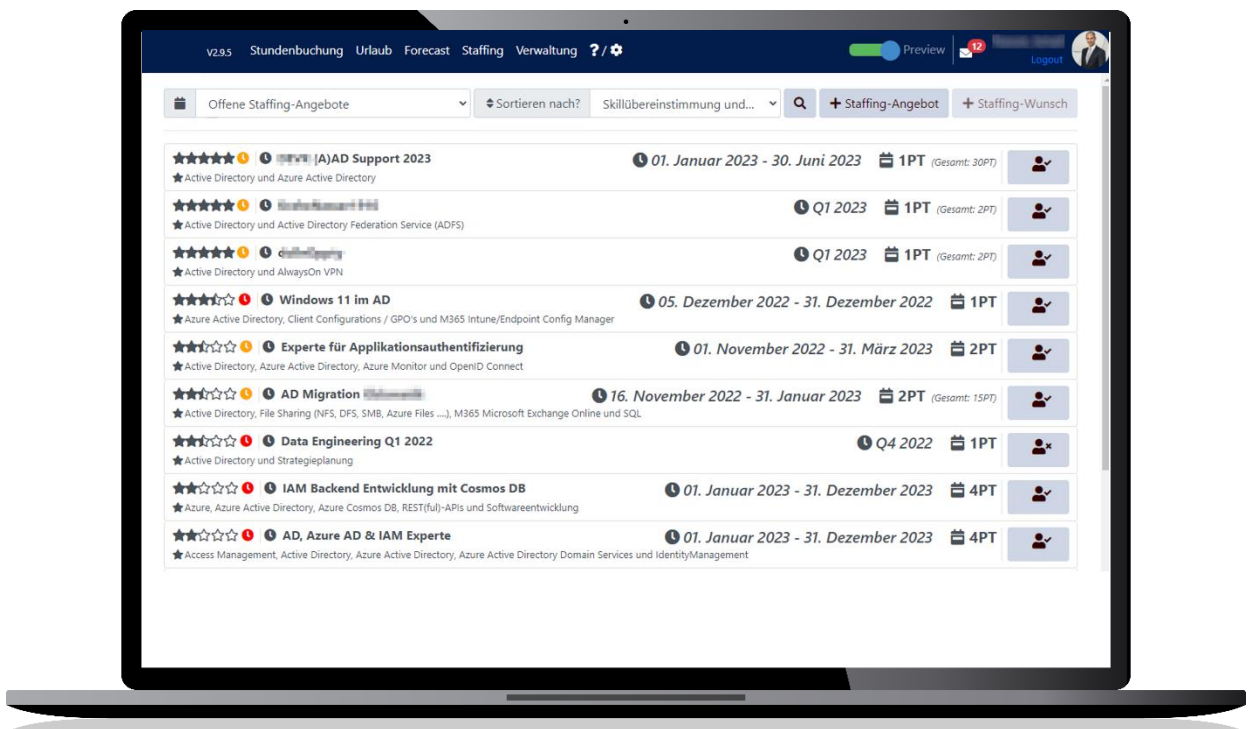 V2.9.5 Stundenbuchung Urlaub Forecast Staffing Verwaltung ? / Preview 12
Logout
Offene Staffing-Angebote Sortieren nach? Skillübereinstimmung und... + Staffing-Angebot + Staffing-Wunsch
(A)AD Support 2023 01. Januar 2023 - 30. Juni 2023 1PT (Gesamt: 30PT)
Active Directory und Azure Active Directory
Q1 2023 1PT (Gesamt: 2PT)
Active Directory und Active Directory Federation Service (ADFS)
Q1 2023 1PT (Gesamt: 2PT)
Active Directory und AlwaysOn VPN
Windows 11 im AD 05. Dezember 2022 - 31. Dezember 2022 1PT
Azure Active Directory, Client Configurations / GPO's und M365 Intune/Endpoint Config Manager
Experte für Applikationsauthentifizierung 01. November 2022 - 31. März 2023 2PT
Active Directory, Azure Active Directory, Azure Monitor und OpenID Connect
AD Migration 16. November 2022 - 31. Januar 2023 2PT (Gesamt: 15PT)
Active Directory, File Sharing (NFS, DFS, SMB, Azure Files ....), M365 Microsoft Exchange Online und SQL
Data Engineering Q1 2022 Q4 2022 1PT
Active Directory und Strategieplanung
IAM Backend Entwicklung mit Cosmos DB 01. Januar 2023 - 31. Dezember 2023 4PT
Azure, Azure Active Directory, Azure Cosmos DB, REST(ful)-APIs und Softwareentwicklung
AD, Azure AD & IAM Experte 01. Januar 2023 - 31. Dezember 2023 4PT
Access Management, Active Directory, Azure Active Directory, Azure Active Directory Domain Services und IdentityManagement